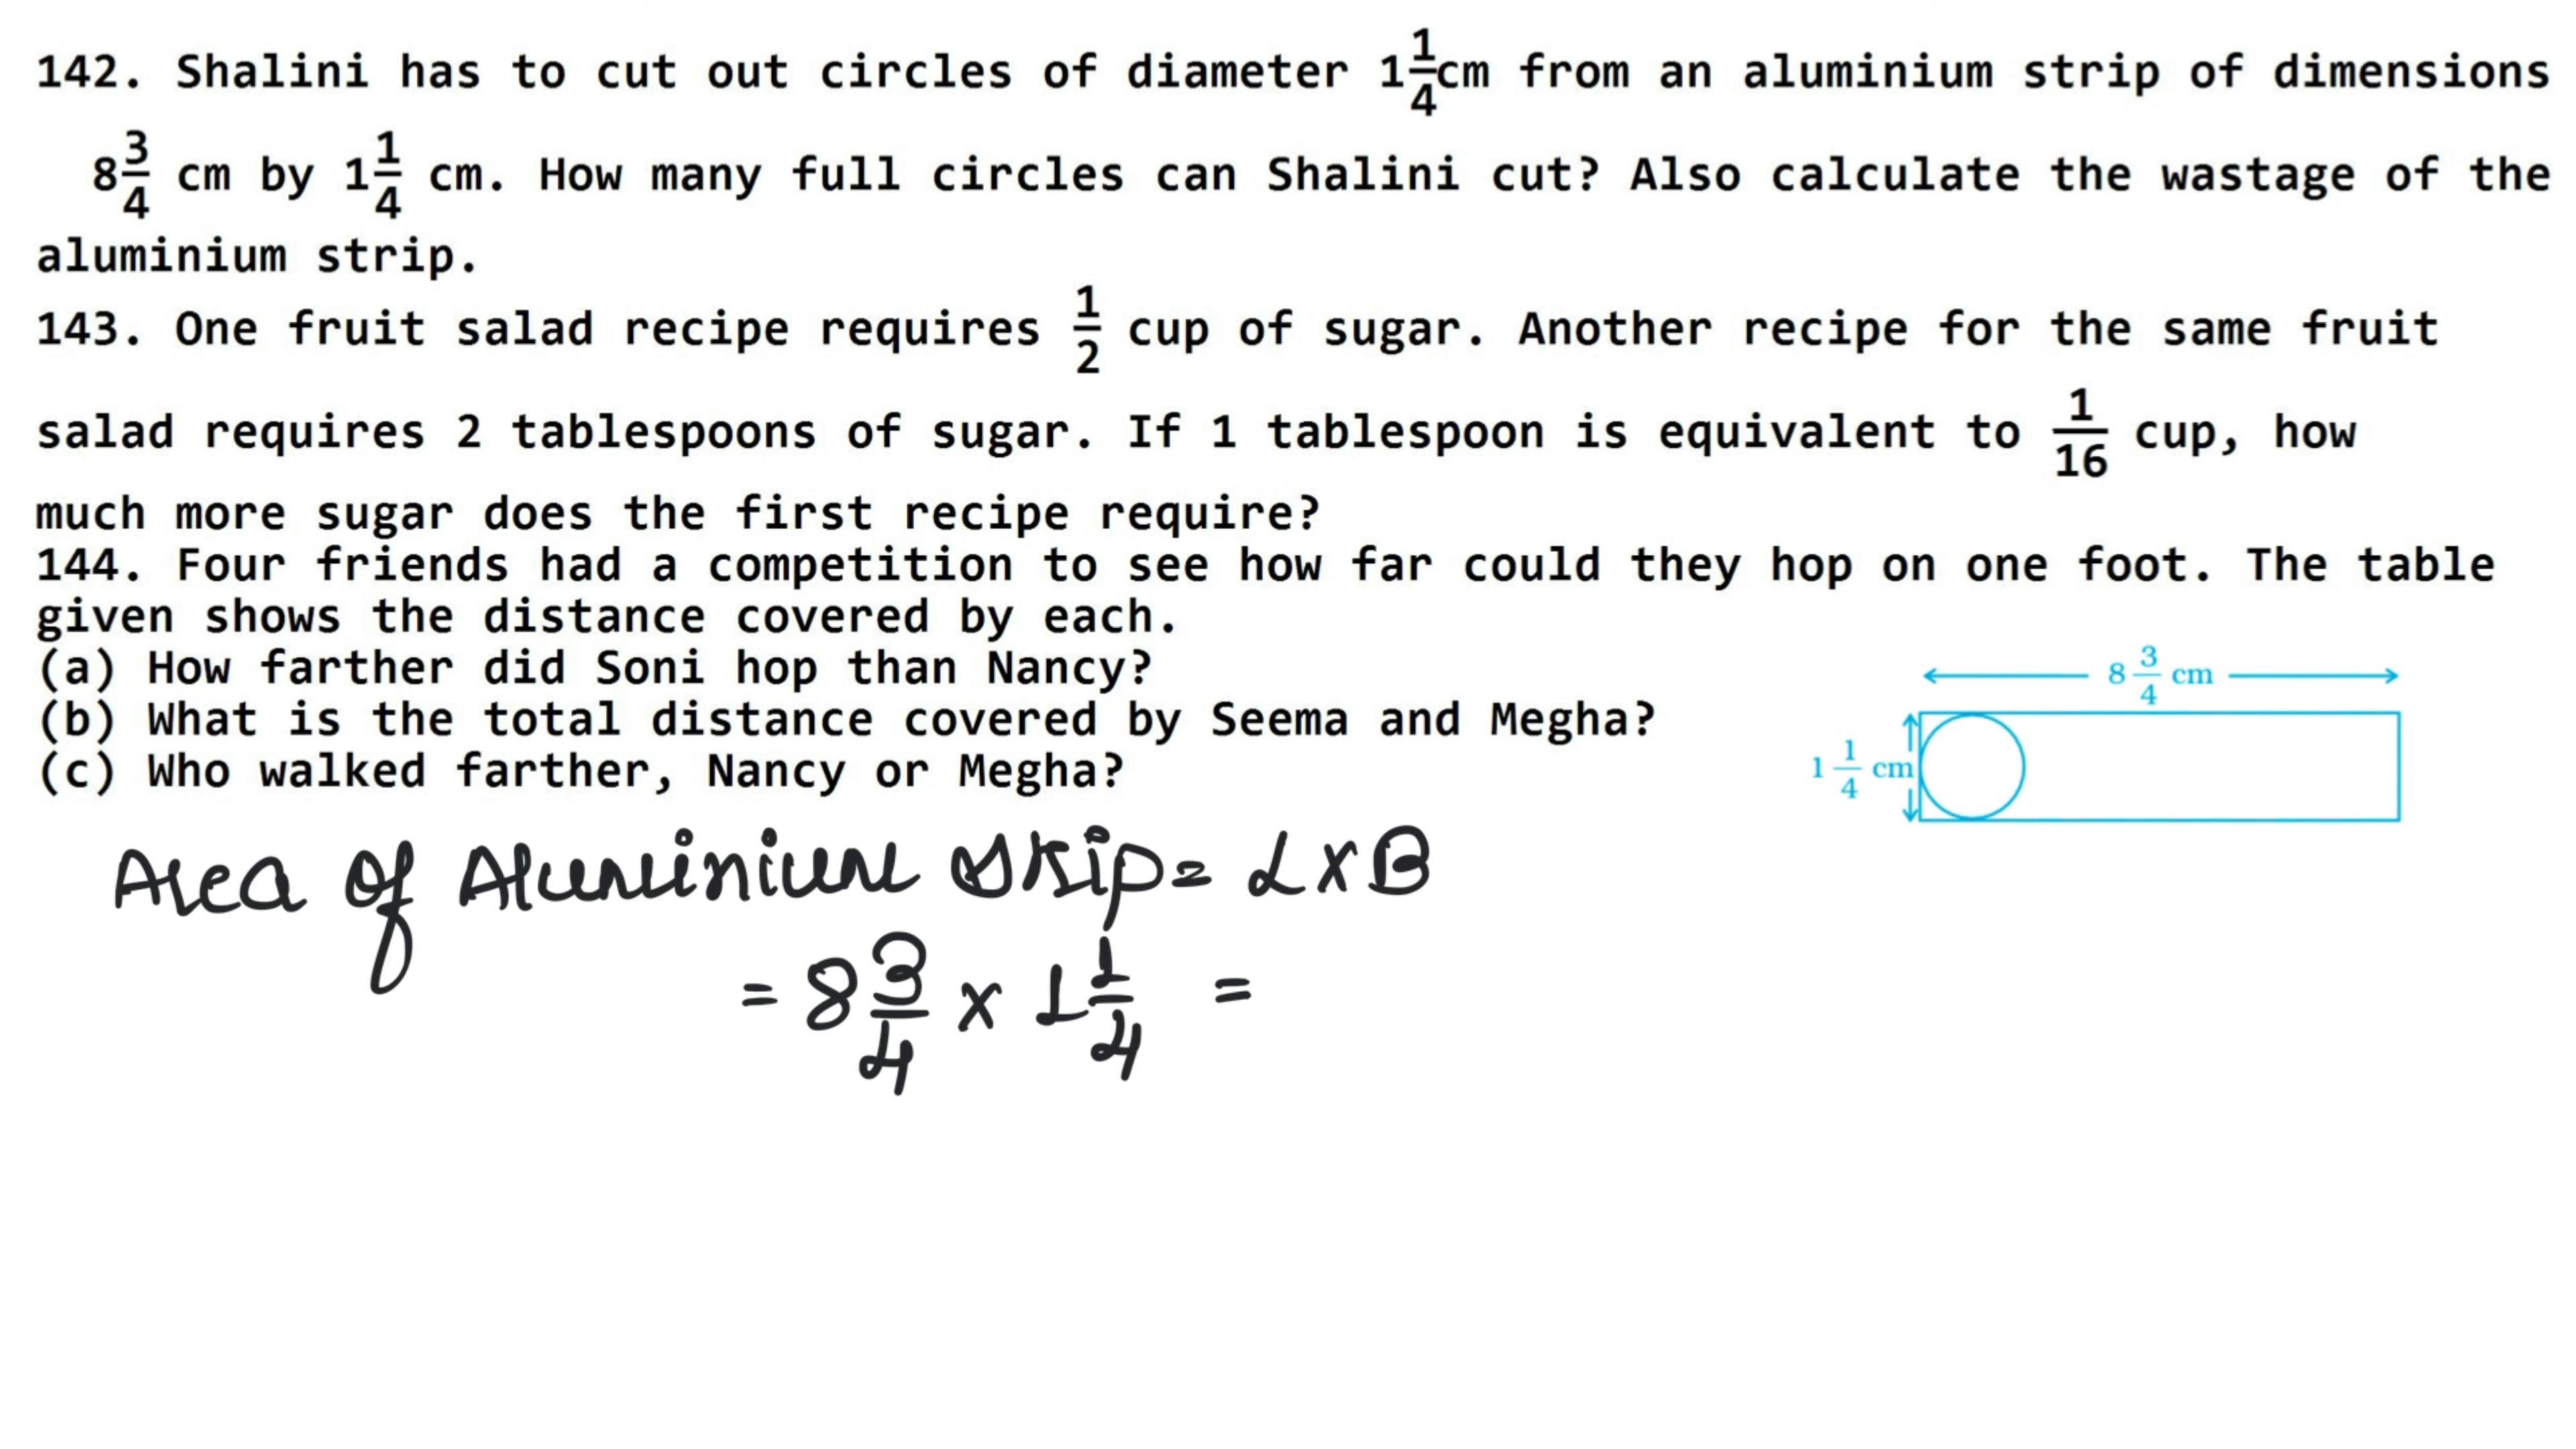 142. Shalini has to cut out circles of diameter 1 1/4 cm from an aluminium strip of dimensions
8 3/4 cm by 1 1/4 cm. How many full circles can Shalini cut? Also calculate the wastage of the
aluminium strip.
143. One fruit salad recipe requires 1/2 cup of sugar. Another recipe for the same fruit
salad requires 2 tablespoons of sugar. If 1 tablespoon is equivalent to 1/16 cup, how
much more sugar does the first recipe require?
144. Four friends had a competition to see how far could they hop on one foot. The table
given shows the distance covered by each.
(a) How farther did Soni hop than Nancy?
(b) What is the total distance covered by Seema and Megha?
(c) Who walked farther, Nancy or Megha?
8 3/4 cm
1 1/4 cm
Area of Aluminium Strip = L x B
= 8 3/4 x 1 1/4 =